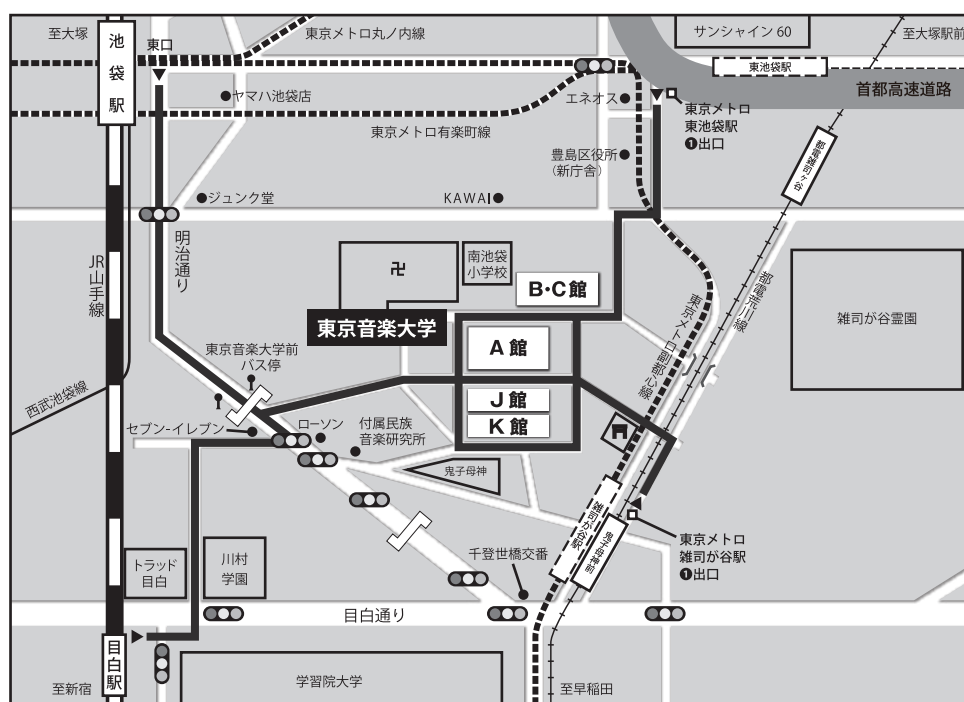 至大塚
池袋駅
東口
東京メトロ丸ノ内線
サンシャイン60
至大塚駅前
東池袋駅
首都高速道路
ヤマハ池袋店
エネオス
東京メトロ
東池袋駅
❶出口
東京メトロ有楽町線
豊島区役所
（新庁舎）
都電雑司ヶ谷
ジュンク堂
KAWAI
明治通り
JR山手線
卍
南池袋
小学校
B・C館
東京音楽大学
A館
J館
K館
東京メトロ副都心線
都電荒川線
雑司が谷霊園
東京音楽大学前
バス停
西武池袋線
セブン-イレブン
ローソン
付属民族
音楽研究所
鬼子母神
雑司が谷駅
鬼子母神前
東京メトロ
雑司が谷駅
❶出口
千登世橋交番
トラッド
目白
川村
学園
目白通り
目白駅
至新宿
学習院大学
至早稲田